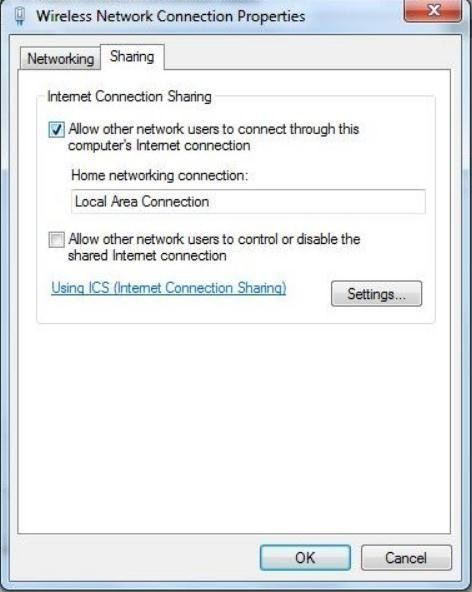 Wireless Network Connection Properties
Networking
Sharing
Internet Connection Sharing
Allow other network users to connect through this
computer's Internet connection
Home networking connection:
Local Area Connection
Allow other network users to control or disable the
shared Internet connection
Using ICS (Internet Connection Sharing)
Settings...
OK
Cancel